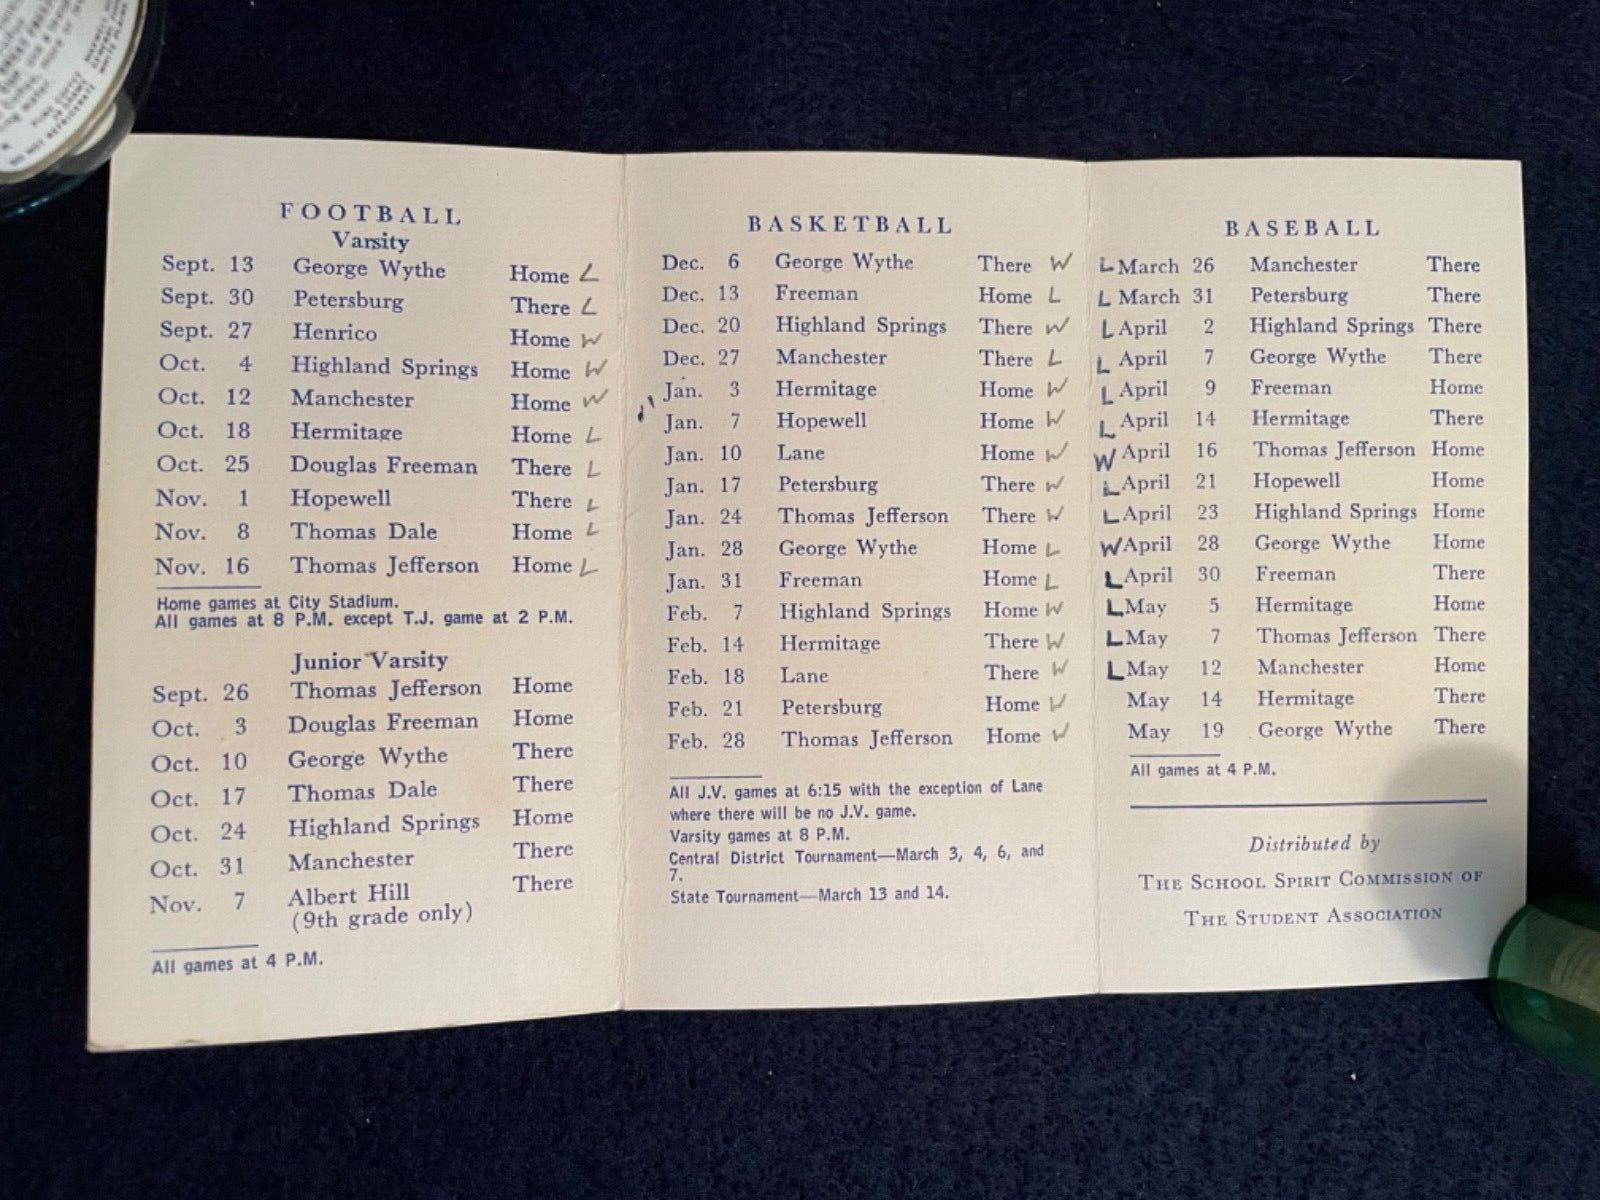 FOOTBALL
Varsity
Sept. 13 George Wythe Home L
Sept. 30 Petersburg There L
Sept. 27 Henrico Home W
Oct. 4 Highland Springs Home W
Oct. 12 Manchester Home W
Oct. 18 Hermitage Home L
Oct. 25 Douglas Freeman There L
Nov. 1 Hopewell There L
Nov. 8 Thomas Dale Home L
Nov. 16 Thomas Jefferson Home L
Home games at City Stadium.
All games at 8 P.M. except T.J. game at 2 P.M.
Junior Varsity
Sept. 26 Thomas Jefferson Home
Oct. 3 Douglas Freeman Home
Oct. 10 George Wythe There
Oct. 17 Thomas Dale There
Oct. 24 Highland Springs Home
Oct. 31 Manchester There
Nov. 7 Albert Hill There
(9th grade only)
All games at 4 P.M.
BASKETBALL
Dec. 6 George Wythe There W
Dec. 13 Freeman Home L
Dec. 20 Highland Springs There W
Dec. 27 Manchester There L
Jan. 3 Hermitage Home W
Jan. 7 Hopewell Home W
Jan. 10 Lane Home W
Jan. 17 Petersburg There W
Jan. 24 Thomas Jefferson There W
Jan. 28 George Wythe Home L
Jan. 31 Freeman Home L
Feb. 7 Highland Springs Home W
Feb. 14 Hermitage There W
Feb. 18 Lane There W
Feb. 21 Petersburg Home W
Feb. 28 Thomas Jefferson Home W
All J.V. games at 6:15 with the exception of Lane
where there will be no J.V. game.
Varsity games at 8 P.M.
Central District Tournament—March 3, 4, 6, and
7.
State Tournament—March 13 and 14.
BASEBALL
L March 26 Manchester There
L March 31 Petersburg There
L April 2 Highland Springs There
L April 7 George Wythe There
L April 9 Freeman Home
L April 14 Hermitage There
W April 16 Thomas Jefferson Home
L April 21 Hopewell Home
L April 23 Highland Springs Home
W April 28 George Wythe Home
L April 30 Freeman There
L May 5 Hermitage Home
L May 7 Thomas Jefferson There
L May 12 Manchester Home
May 14 Hermitage There
May 19 George Wythe There
All games at 4 P.M.
Distributed by
THE SCHOOL SPIRIT COMMISSION OF
THE STUDENT ASSOCIATION